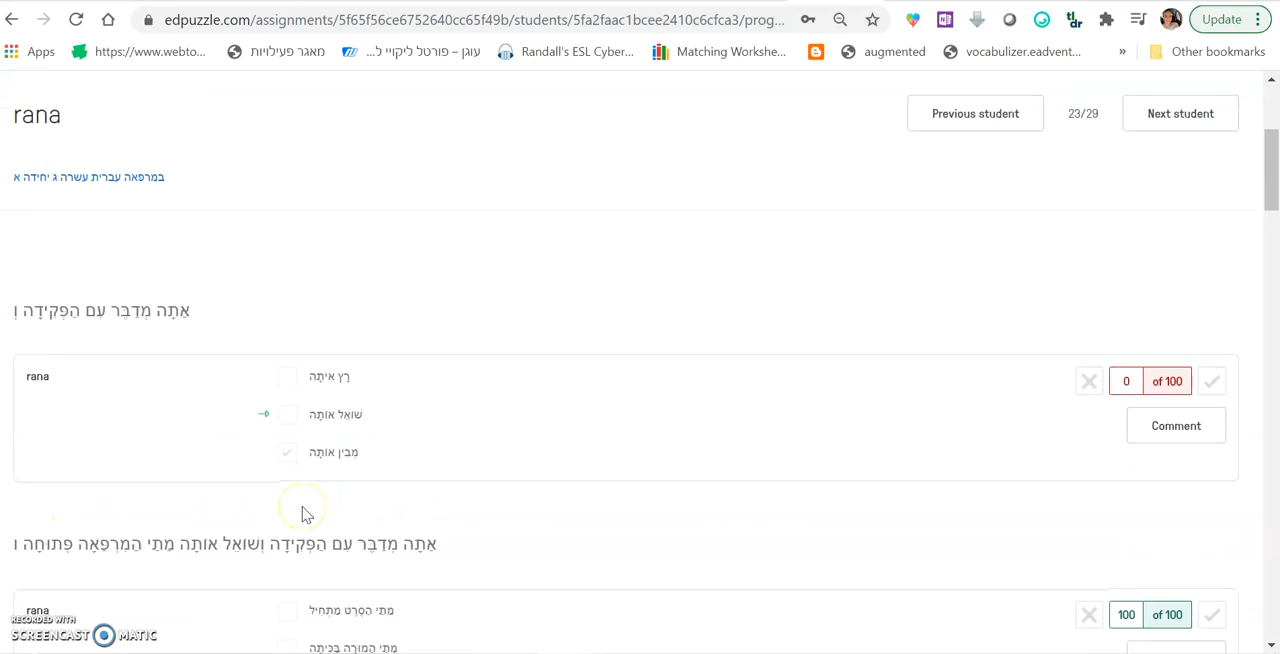 edpuzzle.com/assignments/5f65f56ce6752640cc65f49b/students/5fa2faac1bcee2410c6cfca3/prog...
Update
Apps
https://www.webto...
מאגר פעילויות
עוגן – פורטל ליקויי ל...
Randall's ESL Cyber...
Matching Workshe...
augmented
vocabulizer.eadvent...
»
Other bookmarks
rana
Previous student
23/29
Next student
במרפאה עברית עשרה ג יחידה א
אַתָה מְדַבֶּר עִם הַפְּקִידָה וְ
rana
רָץ אִיתָה
שׁוֹאֵל אוֹתָה
מֵבִין אוֹתָה
0 of 100
Comment
אַתָה מְדַבֶּר עִם הַפְּקִידָה וְשׁוֹאֵל אוֹתָה מָתַי הַמִרְפַּאָה פְּתוּחָה ו
rana
מָתַי הַסֶרֶט מַתְחִיל
מָתַי הַמוֹרָה בַּכִּיתָה
100 of 100
RECORDED WITH
SCREENCAST MATIC